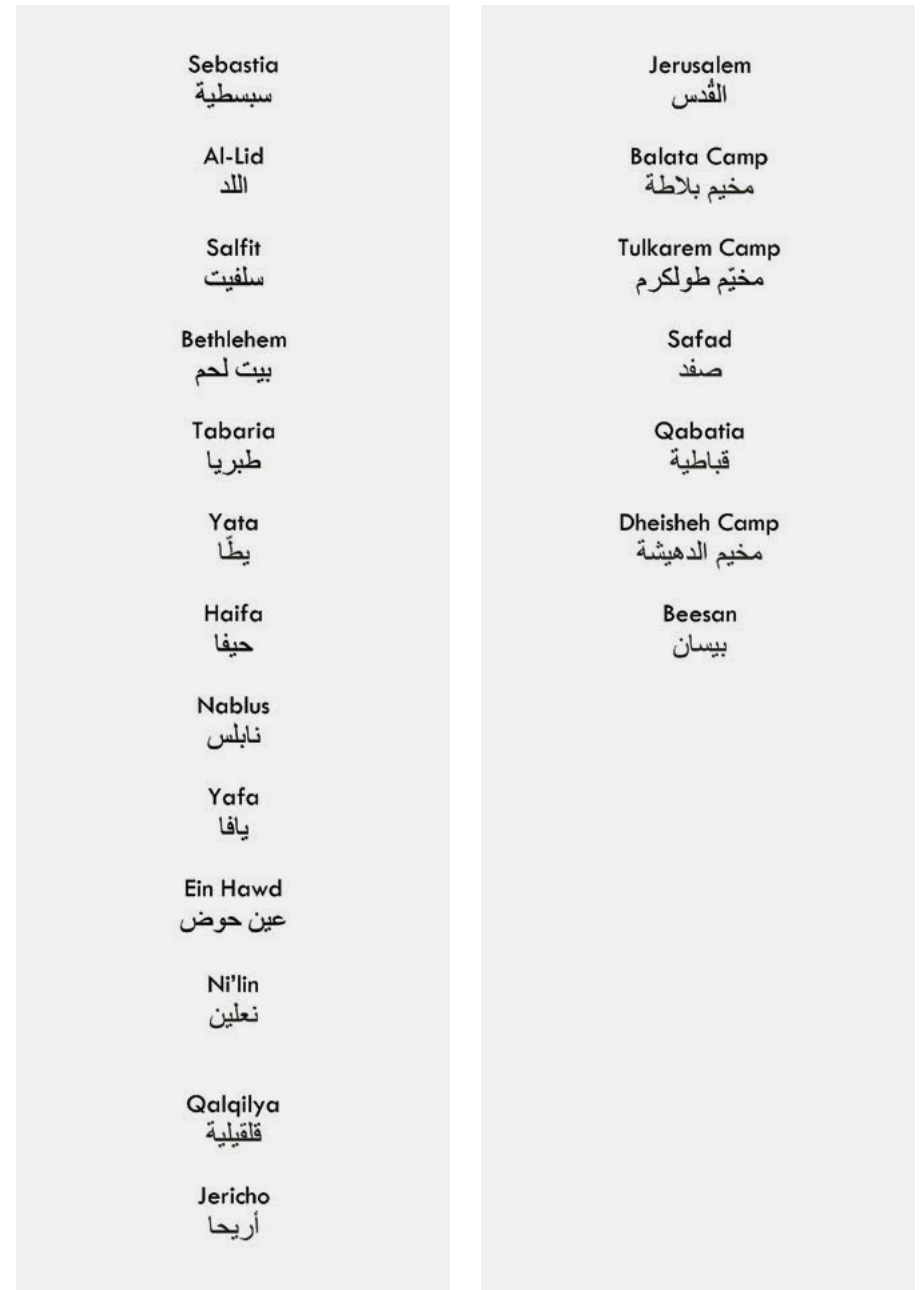 Sebastia
سبسطية
Al-Lid
اللد
Salfit
سلفيت
Bethlehem
بيت لحم
Tabaria
طبريا
Yata
يطّا
Haifa
حيفا
Nablus
نابلس
Yafa
يافا
Ein Hawd
عين حوض
Ni’lin
نعلين
Qalqilya
قلقيلية
Jericho
أريحا
Jerusalem
القُدس
Balata Camp
مخيم بلاطة
Tulkarem Camp
مخيّم طولكرم
Safad
صفد
Qabatia
قباطية
Dheisheh Camp
مخيم الدهيشة
Beesan
بيسان